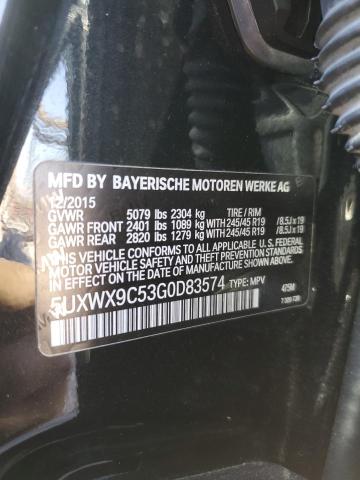 MFD BY BAYERISCHE MOTOREN WERKE AG
12/2015
GVWR 5079 lbs 2304 kg TIRE / RIM
GAWR FRONT 2401 lbs 1089 kg WITH 245/45 R19 /8.5J x 19
GAWR REAR 2820 lbs 1279 kg WITH 245/45 R19 /8.5J x 19
THIS VEHICLE CONFORMS TO ALL APPLICABLE
FEDERAL MOTOR VEHICLE SAFETY
STANDARDS IN EFFECT ON THE DATE OF
MANUFACTURE SHOWN ABOVE.
5UXWX9C53G0D83574 TYPE: MPV 475M